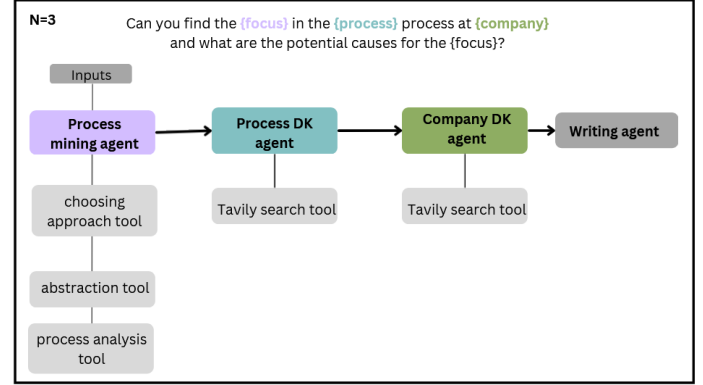 N=3
Can you find the {focus} in the {process} process at {company}
and what are the potential causes for the {focus}?
Inputs
Process
mining agent
Process DK
agent
Company DK
agent
Writing agent
choosing
approach tool
Tavily search tool
Tavily search tool
abstraction tool
process analysis
tool